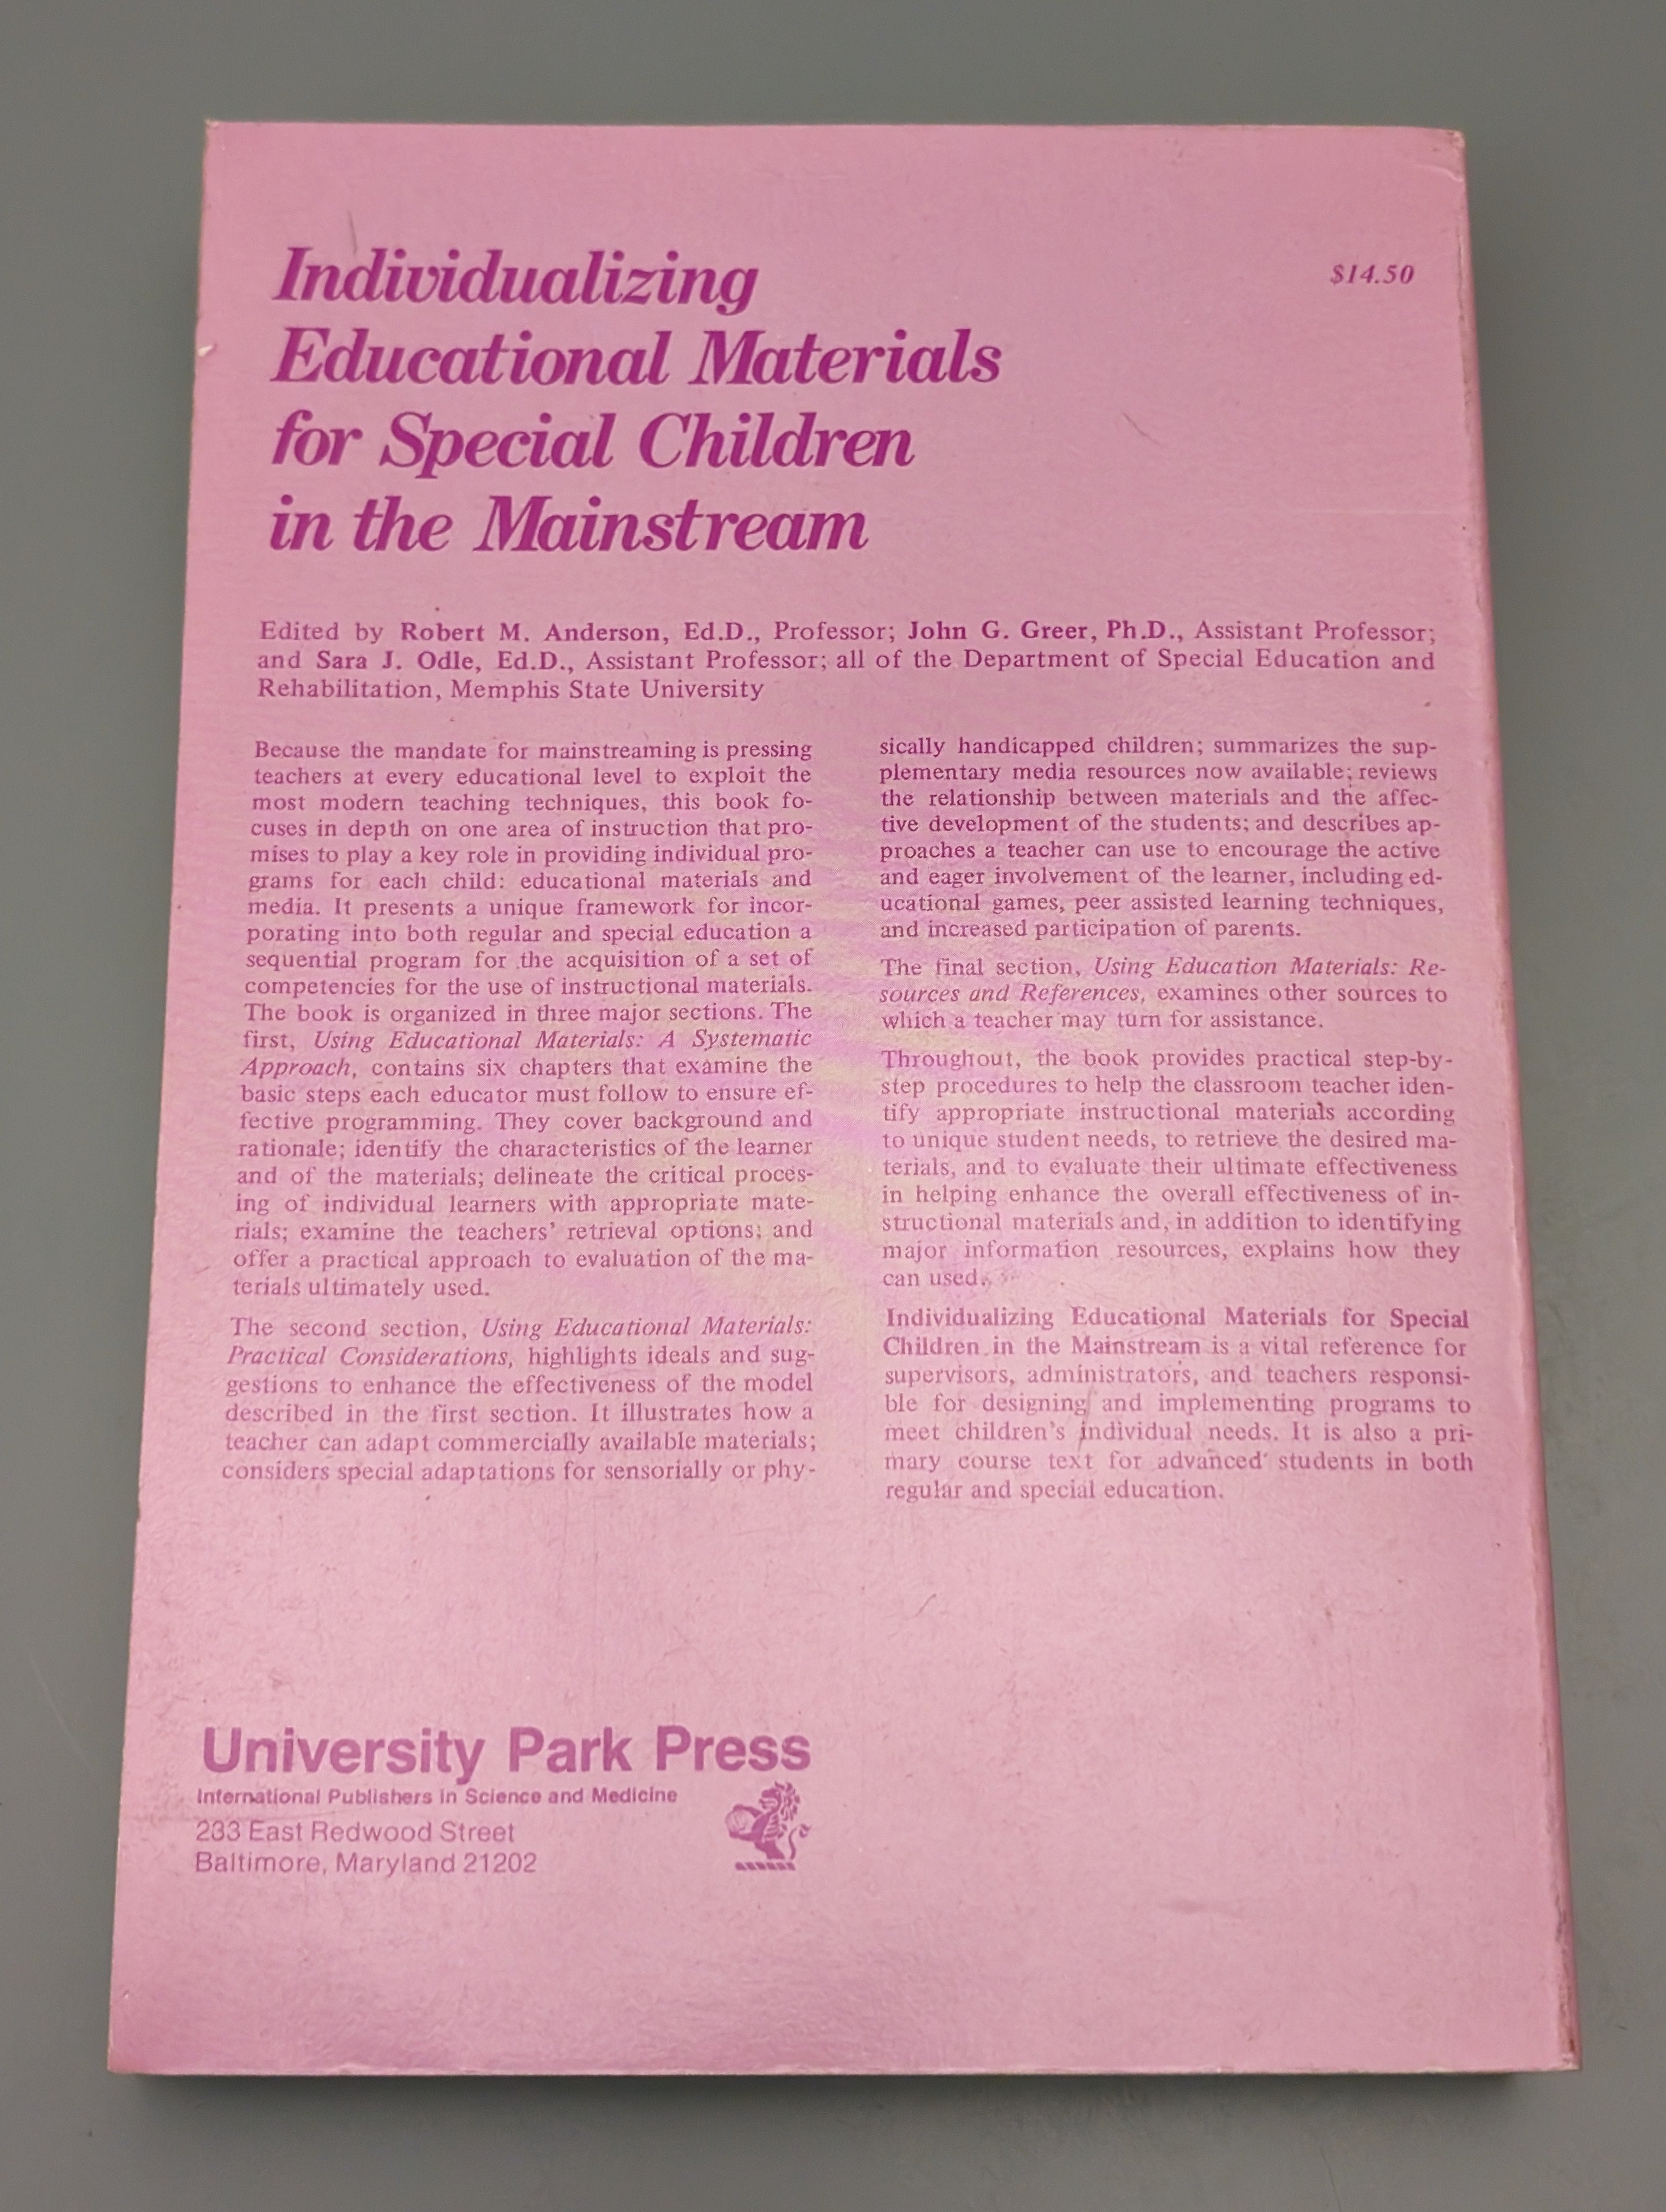 Individualizing
Educational Materials
for Special Children
in the Mainstream
$14.50
Edited by Robert M. Anderson, Ed.D., Professor; John G. Greer, Ph.D., Assistant Professor;
and Sara J. Odle, Ed.D., Assistant Professor; all of the Department of Special Education and
Rehabilitation, Memphis State University
Because the mandate for mainstreaming is pressing
teachers at every educational level to exploit the
most modern teaching techniques, this book fo-
cuses in depth on one area of instruction that pro-
mises to play a key role in providing individual pro-
grams for each child: educational materials and
media. It presents a unique framework for incor-
porating into both regular and special education a
sequential program for the acquisition of a set of
competencies for the use of instructional materials.
The book is organized in three major sections. The
first, Using Educational Materials: A Systematic
Approach, contains six chapters that examine the
basic steps each educator must follow to ensure ef-
fective programming. They cover background and
rationale; identify the characteristics of the learner
and of the materials; delineate the critical proces-
ing of individual learners with appropriate mate-
rials; examine the teachers' retrieval options; and
offer a practical approach to evaluation of the ma-
terials ultimately used.
The second section, Using Educational Materials:
Practical Considerations, highlights ideals and sug-
gestions to enhance the effectiveness of the model
described in the first section. It illustrates how a
teacher can adapt commercially available materials;
considers special adaptations for sensorially or phy-
sically handicapped children; summarizes the sup-
plementary media resources now available; reviews
the relationship between materials and the affec-
tive development of the students; and describes ap-
proaches a teacher can use to encourage the active
and eager involvement of the learner, including ed-
ucational games, peer assisted learning techniques,
and increased participation of parents.
The final section, Using Education Materials: Re-
sources and References, examines other sources to
which a teacher may turn for assistance.
Throughout, the book provides practical step-by-
step procedures to help the classroom teacher iden-
tify appropriate instructional materials according
to unique student needs, to retrieve the desired ma-
terials, and to evaluate their ultimate effectiveness
in helping enhance the overall effectiveness of in-
structional materials and, in addition to identifying
major information resources, explains how they
can used.
Individualizing Educational Materials for Special
Children in the Mainstream is a vital reference for
supervisors, administrators, and teachers responsi-
ble for designing and implementing programs to
meet children's individual needs. It is also a pri-
mary course text for advanced students in both
regular and special education.
University Park Press
International Publishers in Science and Medicine
233 East Redwood Street
Baltimore, Maryland 21202